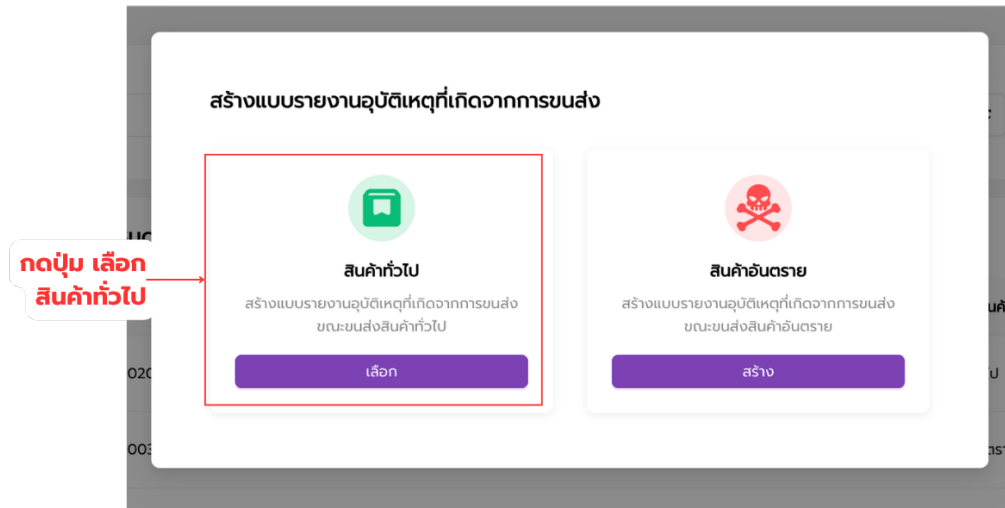 สร้างแบบรายงานอุบัติเหตุที่เกิดจากการขนส่ง
กดปุ่ม เลือก
สินค้าทั่วไป
สินค้าทั่วไป
สร้างแบบรายงานอุบัติเหตุที่เกิดจากการขนส่ง
ขณะขนส่งสินค้าทั่วไป
เลือก
สินค้าอันตราย
สร้างแบบรายงานอุบัติเหตุที่เกิดจากการขนส่ง
ขณะขนส่งสินค้าอันตราย
สร้าง